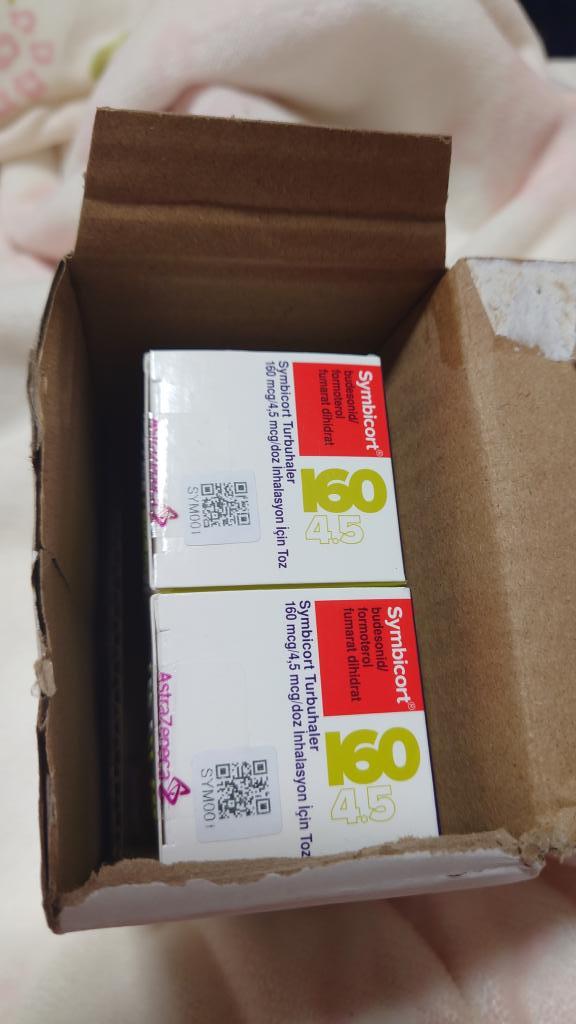 Symbicort®
budesonid/
formoterol
fumarat dihidrat
160
4.5
Symbicort Turbuhaler
160 mcg/4,5 mcg/doz İnhalasyon İçin Toz
SYM001
AstraZeneca
Symbicort®
budesonid/
formoterol
fumarat dihidrat
160
4.5
Symbicort Turbuhaler
160 mcg/4,5 mcg/doz İnhalasyon İçin Toz
SYM001
AstraZeneca